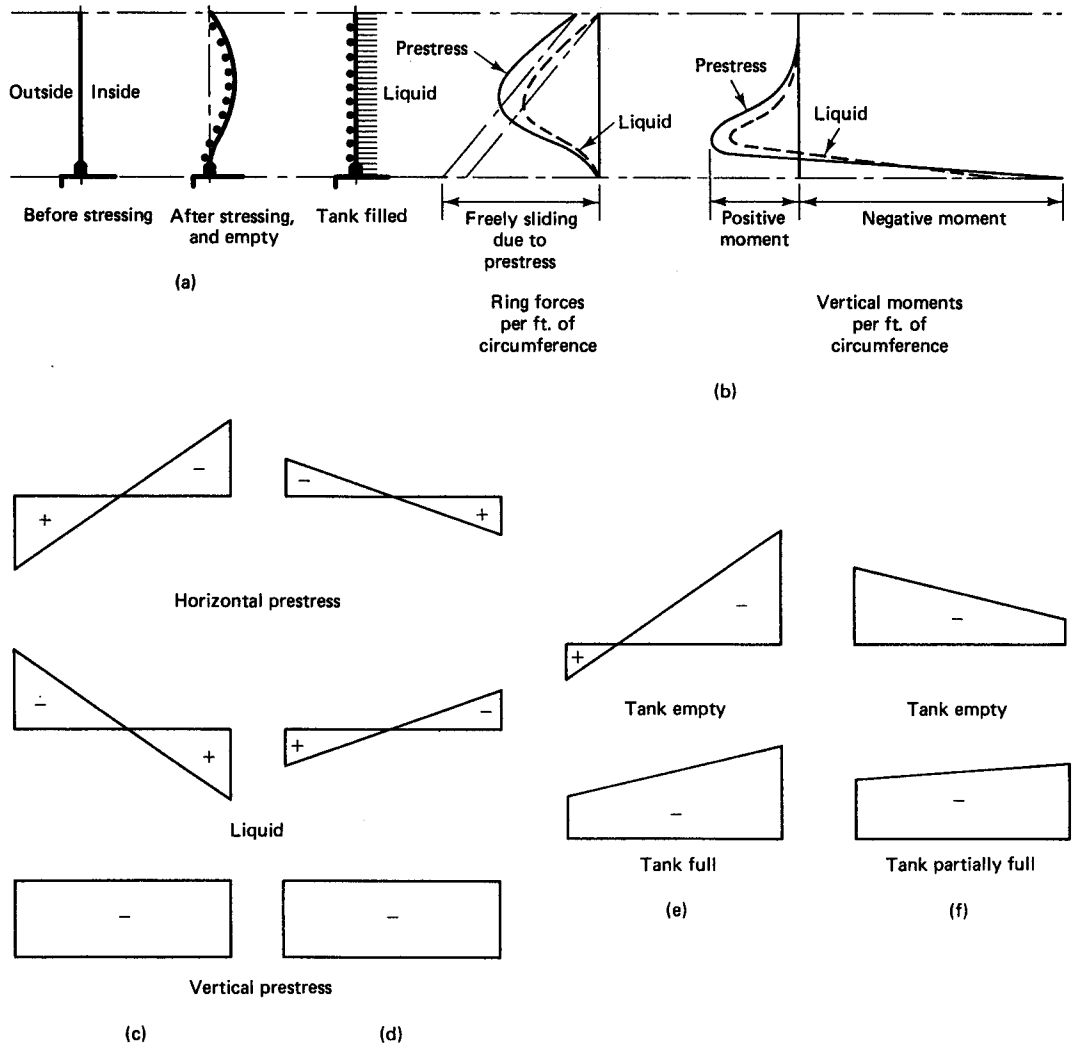 Outside
Inside
Liquid
Prestress
Liquid
Prestress
Liquid
Before stressing
After stressing,
and empty
Tank filled
Freely sliding
due to
prestress
Positive
moment
Negative moment
(a)
Ring forces
per ft. of
circumference
Vertical moments
per ft. of
circumference
(b)
−
+
−
+
Horizontal prestress
−
+
+
−
Liquid
−
−
Vertical prestress
(c)
(d)
+
−
Tank empty
−
Tank empty
−
Tank full
−
Tank partially full
(e)
(f)